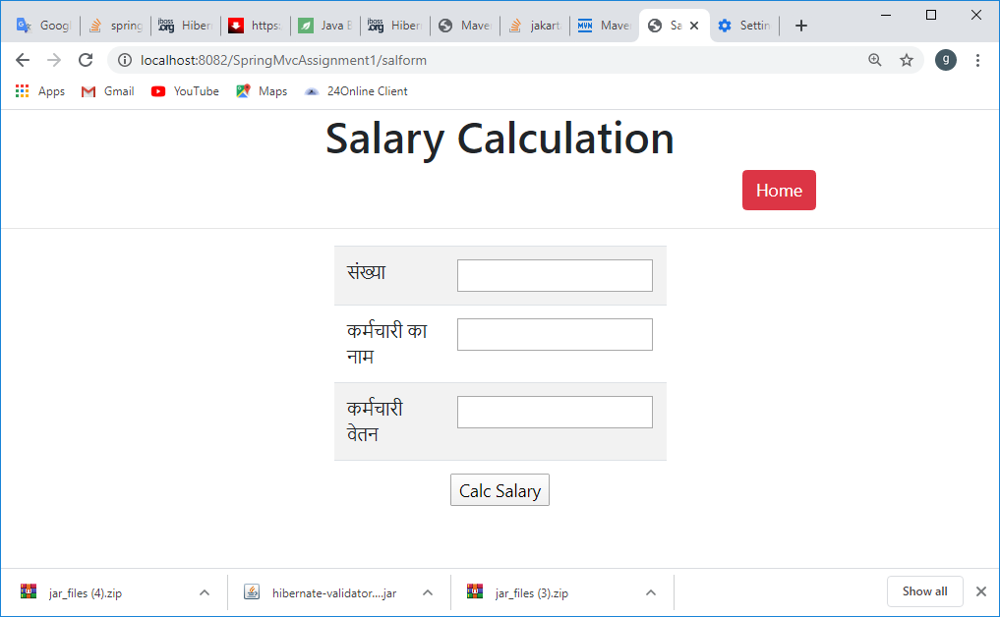 Googl
spring
Hiber
https:
Java B
Hiber
Mave
jakart
Mave
Sa
Settin
localhost:8082/SpringMvcAssignment1/salform
g
Apps
Gmail
YouTube
Maps
24Online Client
Salary Calculation
Home
संख्या
कर्मचारी का
नाम
कर्मचारी
वेतन
Calc Salary
jar_files (4).zip
hibernate-validator....jar
jar_files (3).zip
Show all